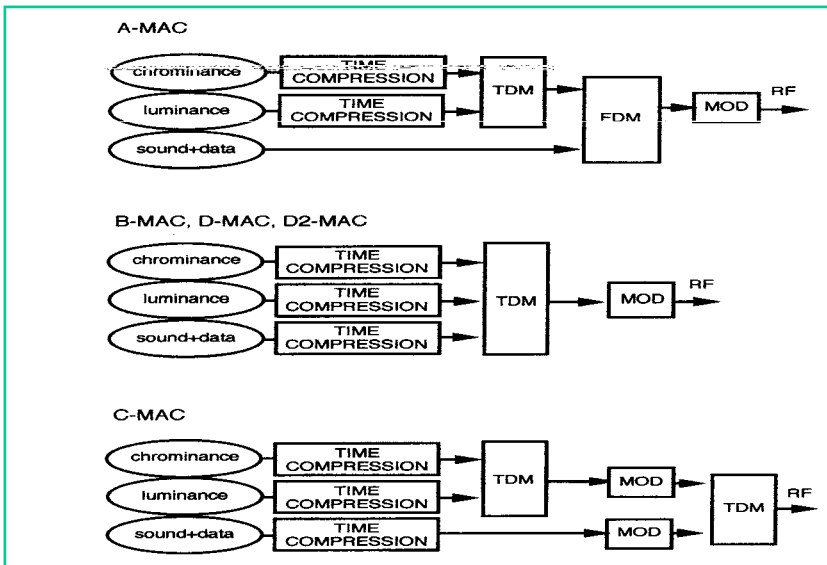 A-MAC
chrominance
TIME
COMPRESSION
luminance
TIME
COMPRESSION
sound+data
TDM
FDM
MOD
RF
B-MAC, D-MAC, D2-MAC
chrominance
TIME
COMPRESSION
luminance
TIME
COMPRESSION
sound+data
TIME
COMPRESSION
TDM
MOD
RF
C-MAC
chrominance
TIME
COMPRESSION
luminance
TIME
COMPRESSION
sound+data
TIME
COMPRESSION
TDM
MOD
MOD
TDM
RF